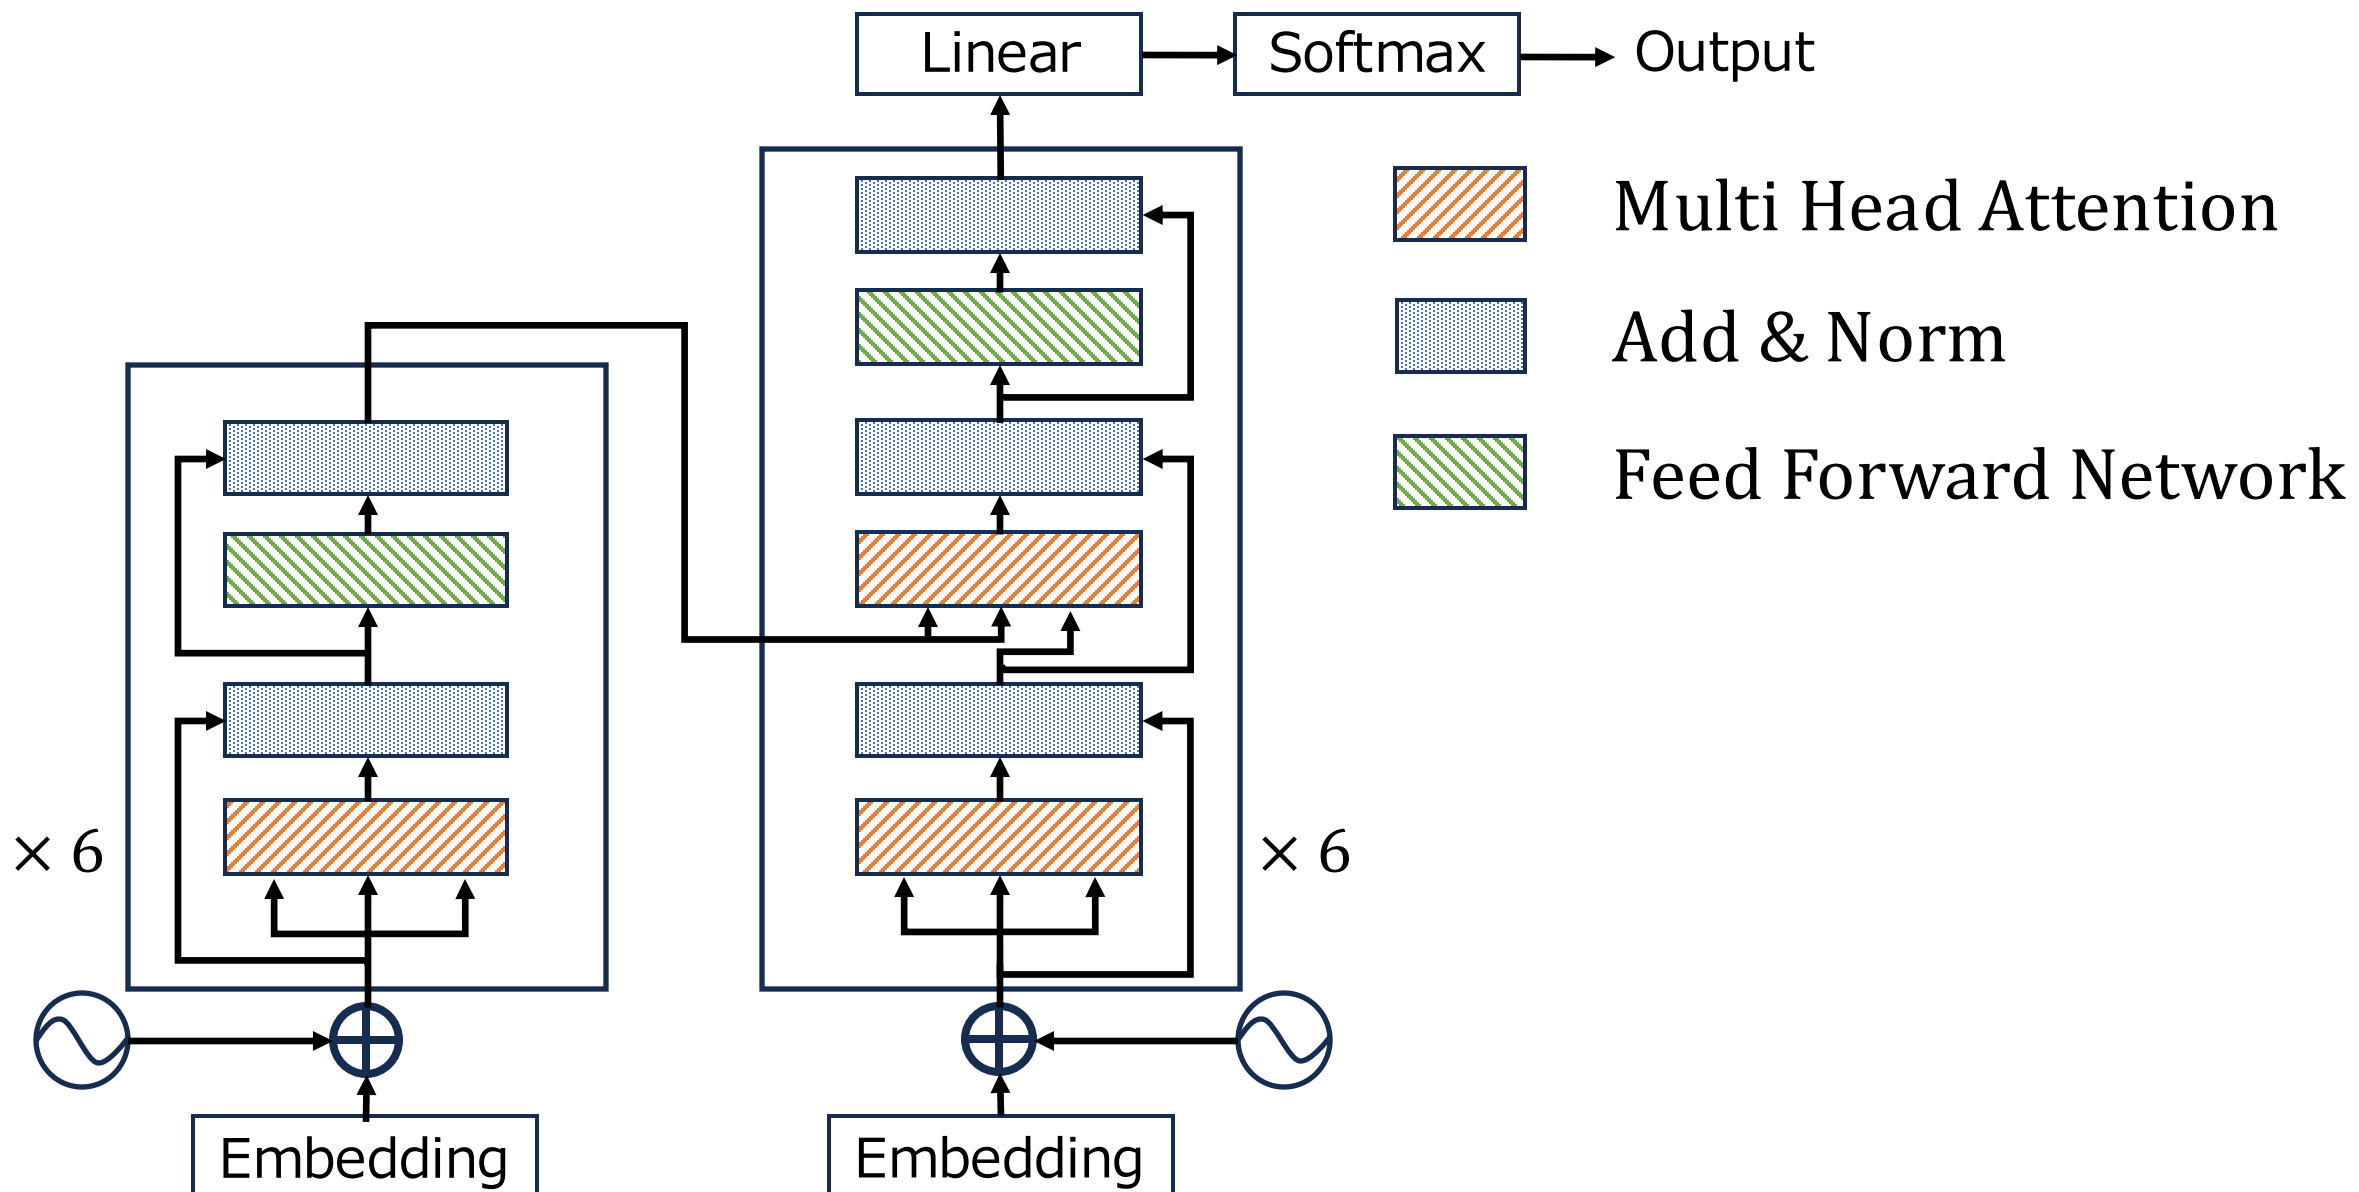 Linear
Softmax
Output
Multi Head Attention
Add & Norm
Feed Forward Network
× 6
× 6
Embedding
Embedding